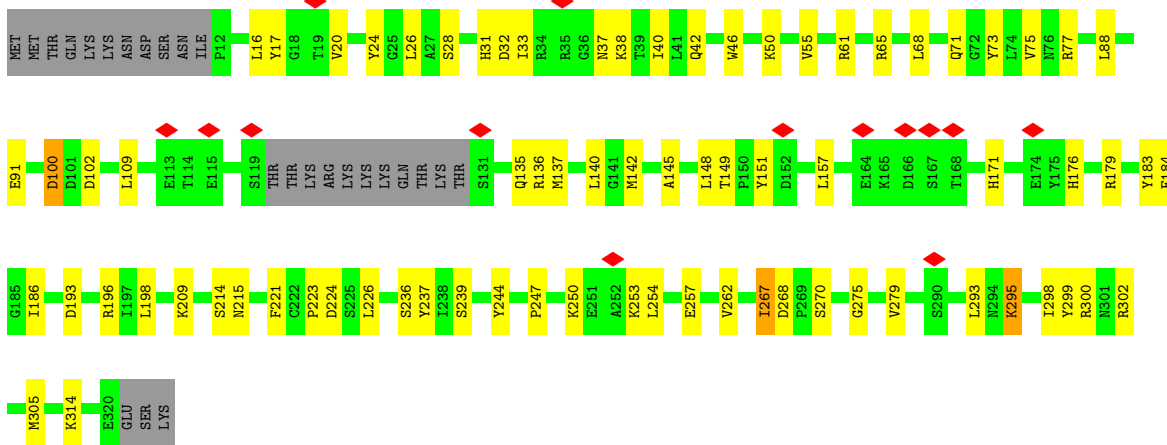 MET MET THR GLN LYS LYS ASN ASP SER ASN ILE P12 L16 Y17 G18 T19 V20 Y24 G25 L26 A27 S28 H31 D32 I33 R34 R35 G36 N37 K38 T39 I40 L41 Q42 W46 K50 V55 R61 R65 L68 Q71 G72 Y73 L74 V75 N76 R77 L88
E91 D100 D101 D102 L109 E113 T114 E115 S119 THR THR LYS ARG LYS LYS LYS GLN THR LYS THR S131 Q135 R136 M137 L140 G141 M142 A145 L148 T149 P150 Y151 D152 L157 E164 K165 D166 S167 T168 H171 E174 Y175 H176 R179 Y183 E184
G185 I186 D193 R196 I197 L198 K209 S214 N215 F221 C222 P223 D224 S225 L226 S236 Y237 I238 S239 Y244 P247 K250 E251 A252 K253 L254 E257 V262 I267 D268 P269 S270 G275 V279 S290 L293 N294 K295 I298 Y299 R300 N301 R302
M305 K314 E320 GLU SER LYS